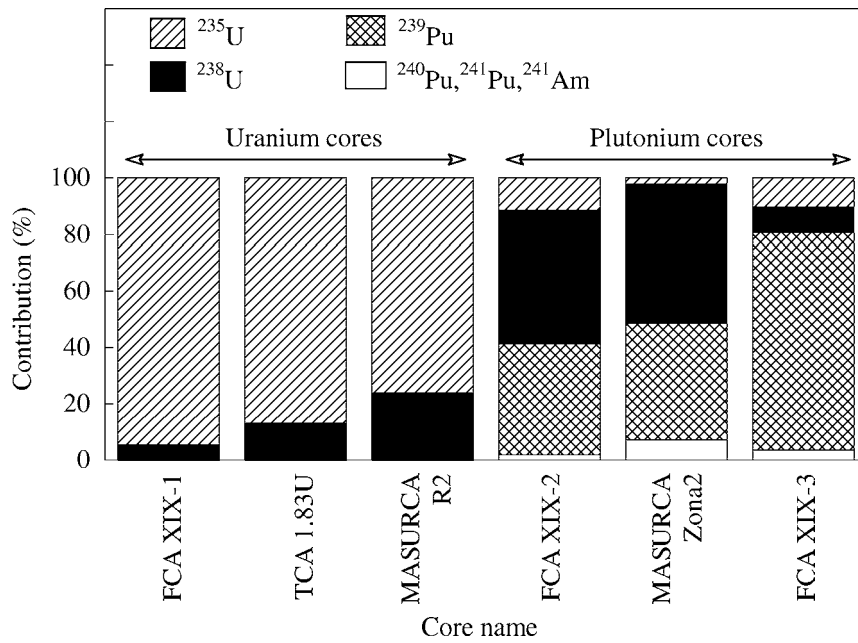 ²³⁵U
²³⁹Pu
²³⁸U
²⁴⁰Pu,²⁴¹Pu,²⁴¹Am
Uranium cores
Plutonium cores
100
80
60
40
20
0
Contribution (%)
FCA XIX-1
TCA 1.83U
MASURCA
R2
FCA XIX-2
MASURCA
Zona2
FCA XIX-3
Core name